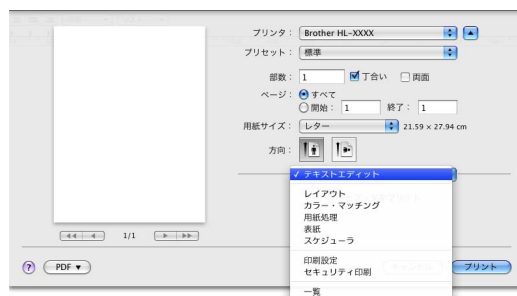 プリンタ： Brother HL-XXXX
プリセット： 標準
部数： 1 丁合い 両面
ページ： すべて
開始： 1 終了： 1
用紙サイズ： レター 21.59 x 27.94 cm
方向：
✓ テキストエディット
レイアウト
カラー・マッチング
用紙処理
表紙
スケジューラ
印刷設定
セキュリティ印刷
一覧
1/1
? PDF ▼ プリント